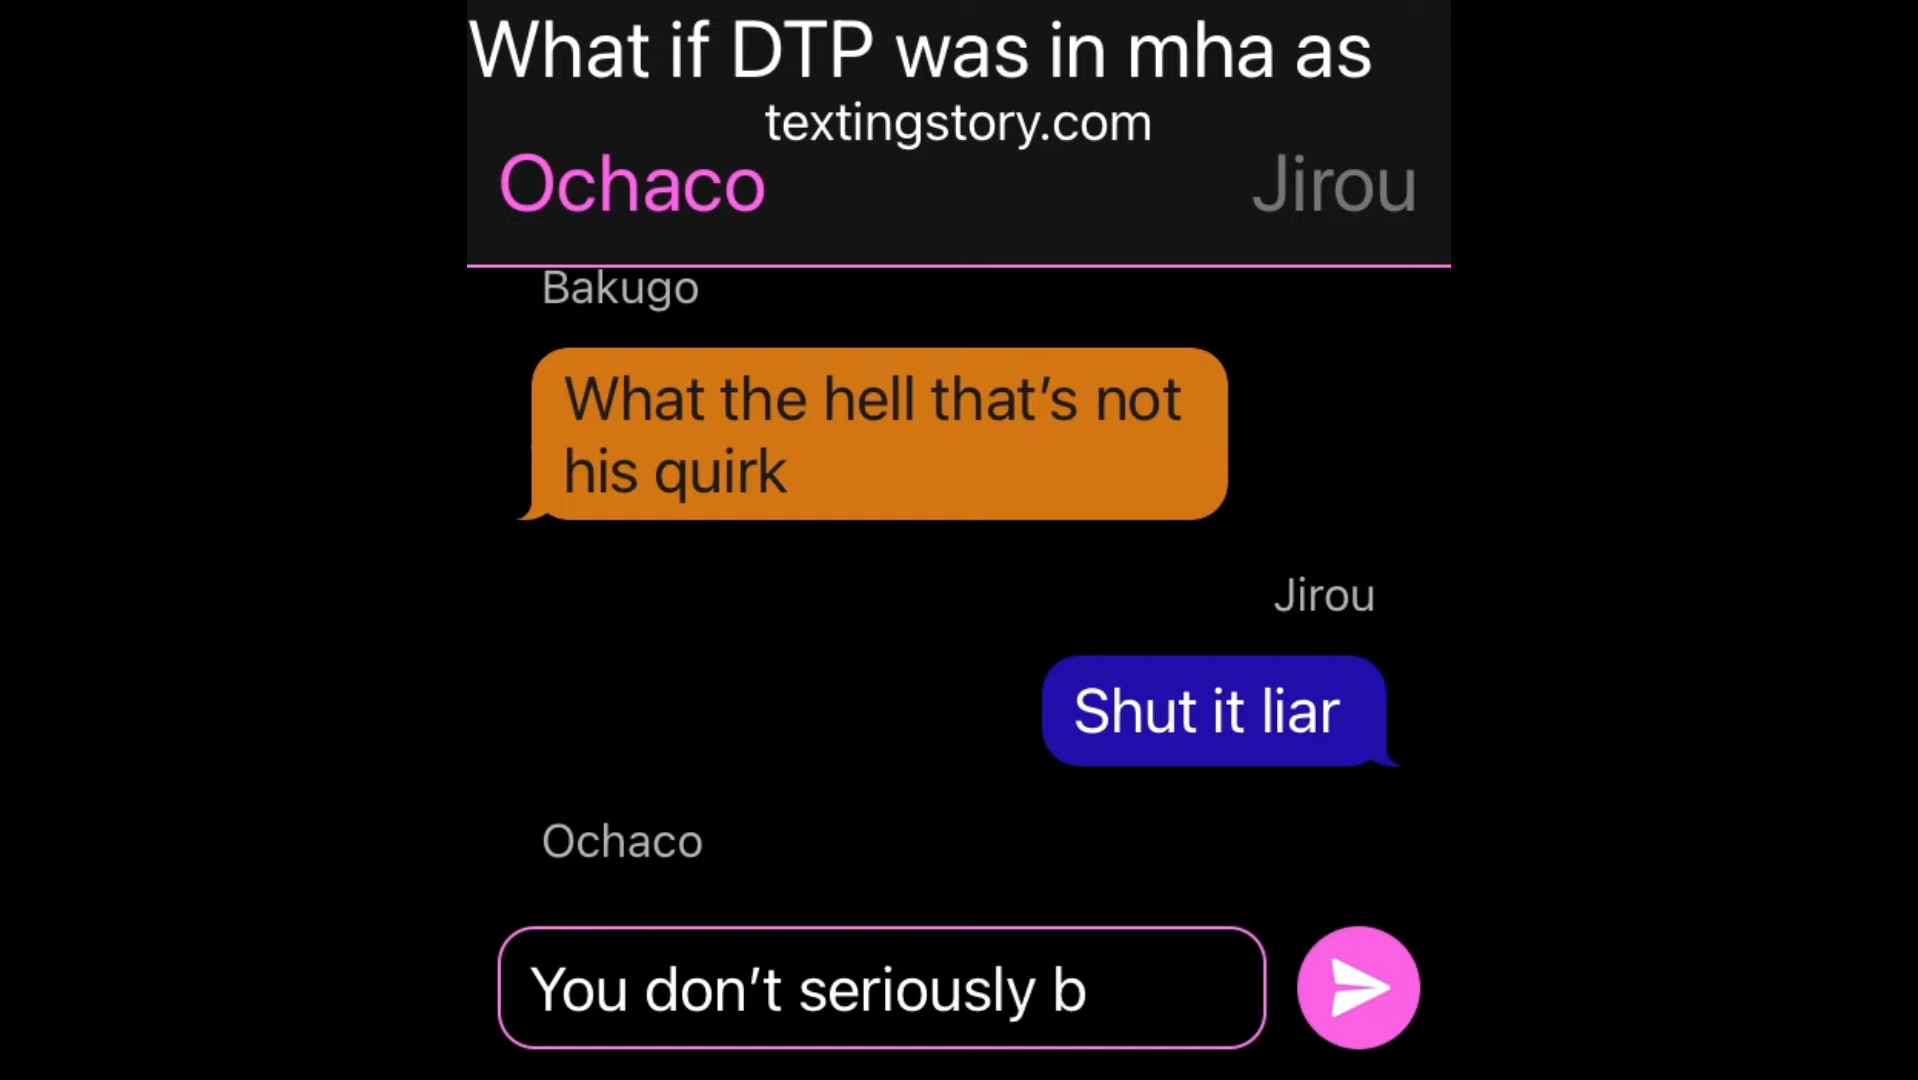 What if DTP was in mha as
textingstory.com
Ochaco
Jirou
Bakugo
What the hell that’s not
his quirk
Jirou
Shut it liar
Ochaco
You don’t seriously b